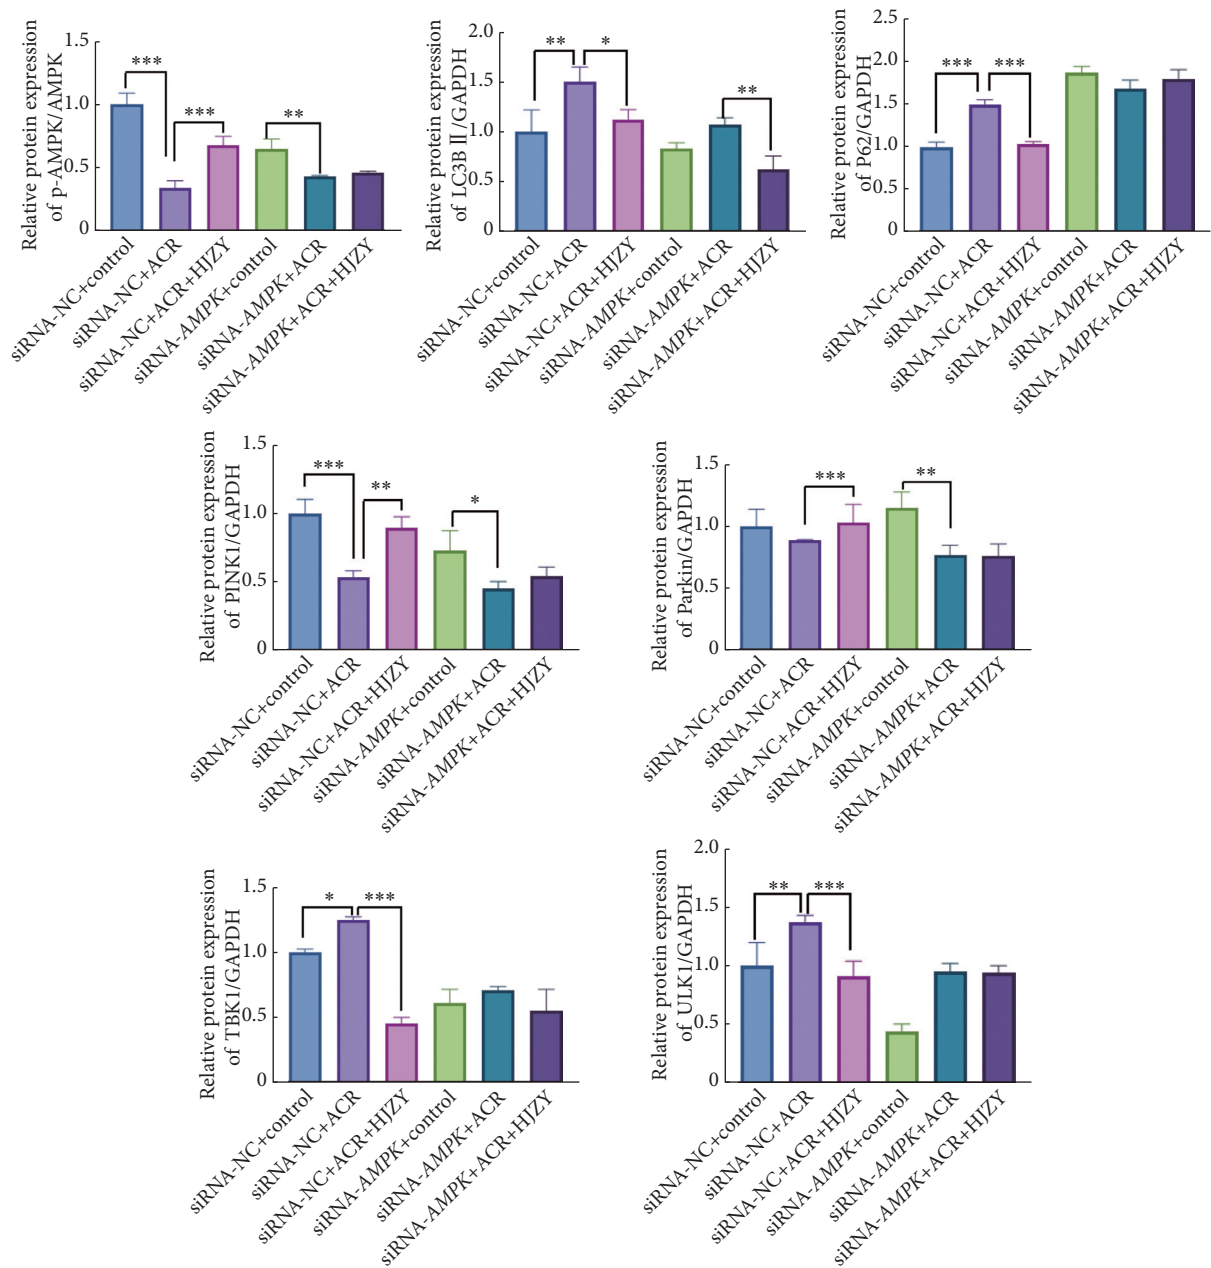 Relative protein expression
of p-AMPK/AMPK
1.5
1.0
0.5
0
***
***
**
siRNA-NC+control
siRNA-NC+ACR
siRNA-NC+ACR+HJZY
siRNA-AMPK+control
siRNA-AMPK+ACR
siRNA-AMPK+ACR+HJZY
Relative protein expression
of LC3B II/GAPDH
2.0
1.5
1.0
0.5
0
**
*
**
siRNA-NC+control
siRNA-NC+ACR
siRNA-NC+ACR+HJZY
siRNA-AMPK+control
siRNA-AMPK+ACR
siRNA-AMPK+ACR+HJZY
Relative protein expression
of P62/GAPDH
2.5
2.0
1.5
1.0
0.5
0
***
***
siRNA-NC+control
siRNA-NC+ACR
siRNA-NC+ACR+HJZY
siRNA-AMPK+control
siRNA-AMPK+ACR
siRNA-AMPK+ACR+HJZY
Relative protein expression
of PINK1/GAPDH
1.5
1.0
0.5
0
***
**
*
siRNA-NC+control
siRNA-NC+ACR
siRNA-NC+ACR+HJZY
siRNA-AMPK+control
siRNA-AMPK+ACR
siRNA-AMPK+ACR+HJZY
Relative protein expression
of Parkin/GAPDH
1.5
1.0
0.5
0
***
**
siRNA-NC+control
siRNA-NC+ACR
siRNA-NC+ACR+HJZY
siRNA-AMPK+control
siRNA-AMPK+ACR
siRNA-AMPK+ACR+HJZY
Relative protein expression
of TBK1/GAPDH
1.5
1.0
0.5
0
*
***
siRNA-NC+control
siRNA-NC+ACR
siRNA-NC+ACR+HJZY
siRNA-AMPK+control
siRNA-AMPK+ACR
siRNA-AMPK+ACR+HJZY
Relative protein expression
of ULK1/GAPDH
2.0
1.5
1.0
0.5
0
**
***
siRNA-NC+control
siRNA-NC+ACR
siRNA-NC+ACR+HJZY
siRNA-AMPK+control
siRNA-AMPK+ACR
siRNA-AMPK+ACR+HJZY